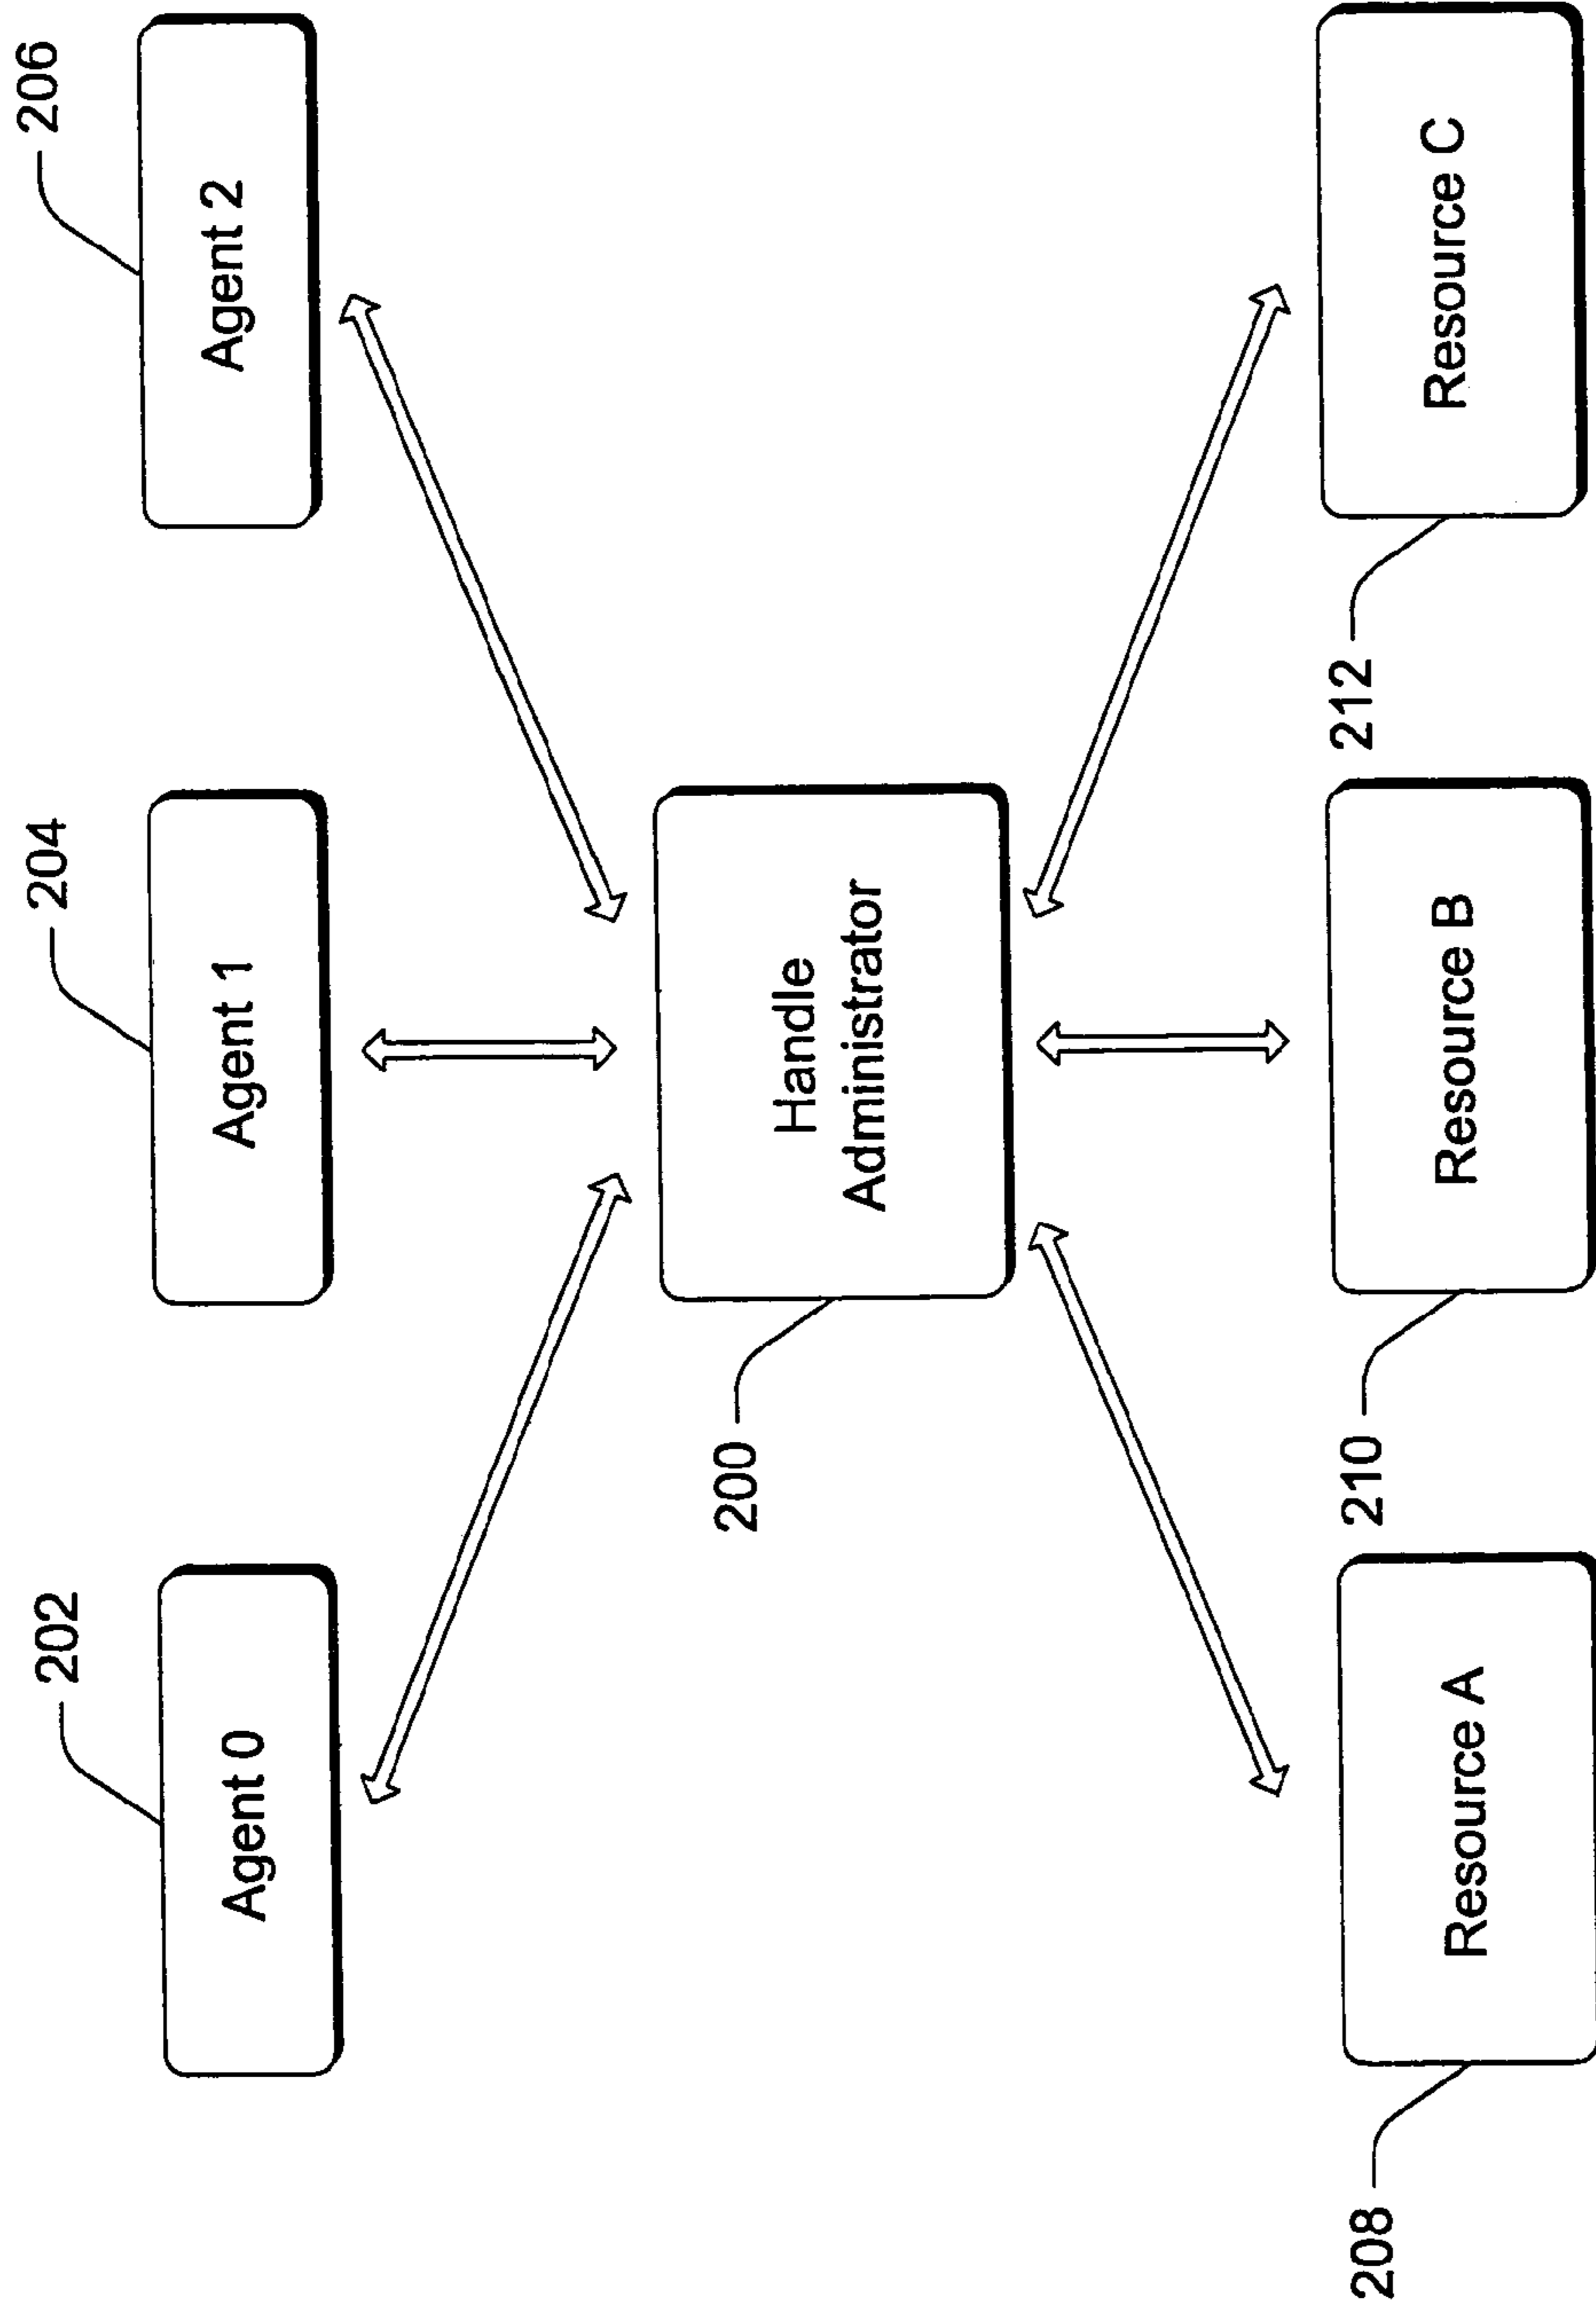 202
204
206
Agent 0
Agent 1
Agent 2
200
Handle
Administrator
208
210
212
Resource A
Resource B
Resource C